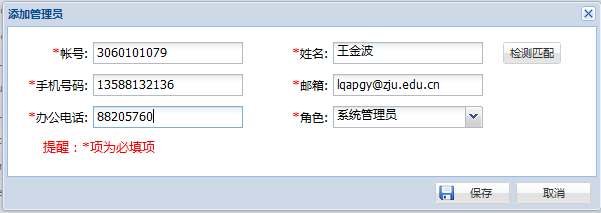 添加管理员
*帐号: 3060101079 *姓名: 王金波 检测匹配
*手机号码: 13588132136 *邮箱: lqapgy@zju.edu.cn
*办公电话: 88205760 *角色: 系统管理员
提醒：*项为必填项
保存 取消